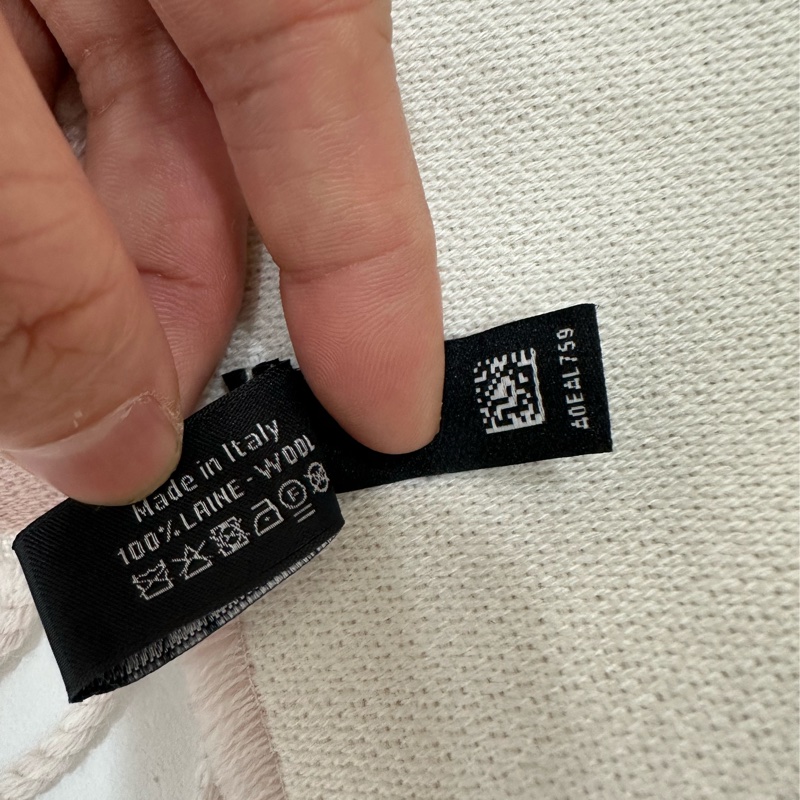 Made in Italy
100% LAINE - WOOL
A0EAL759